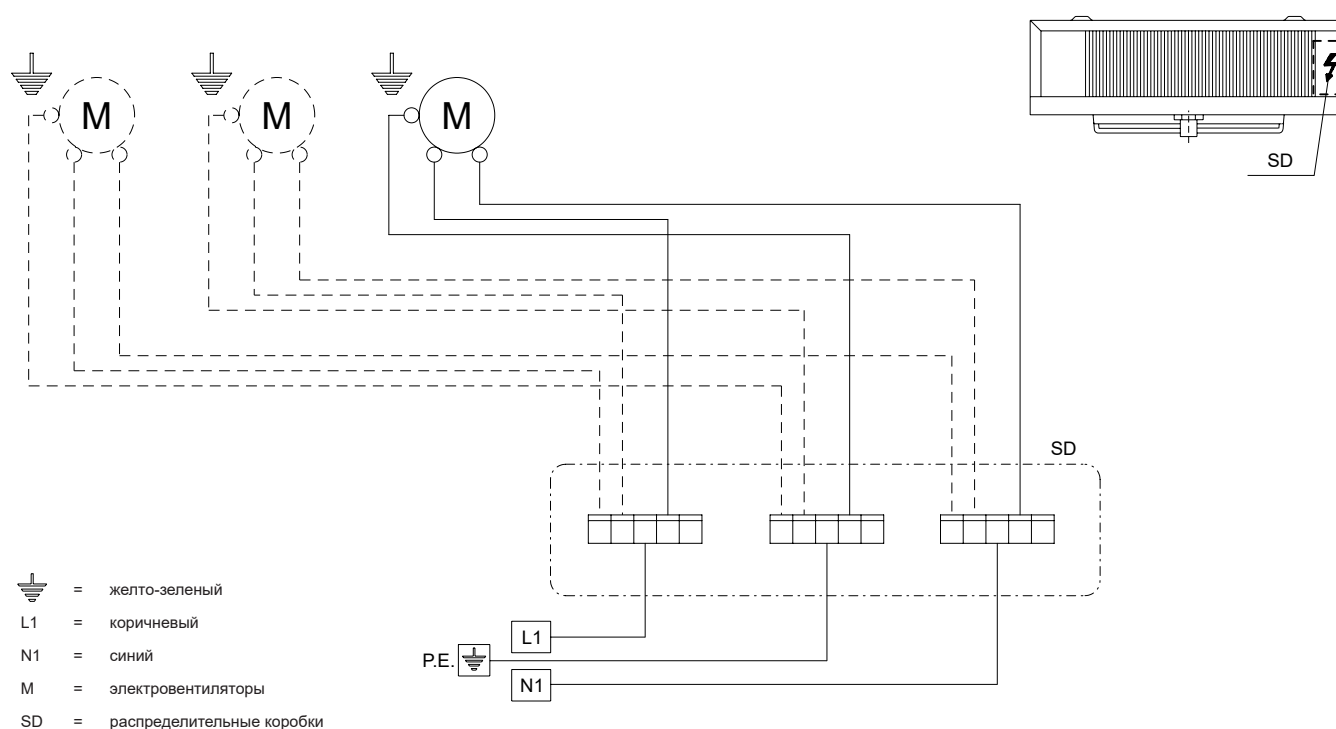 M M M
SD
SD
L1
P.E.
N1
= желто-зеленый
L1 = коричневый
N1 = синий
M = электровентиляторы
SD = распределительные коробки